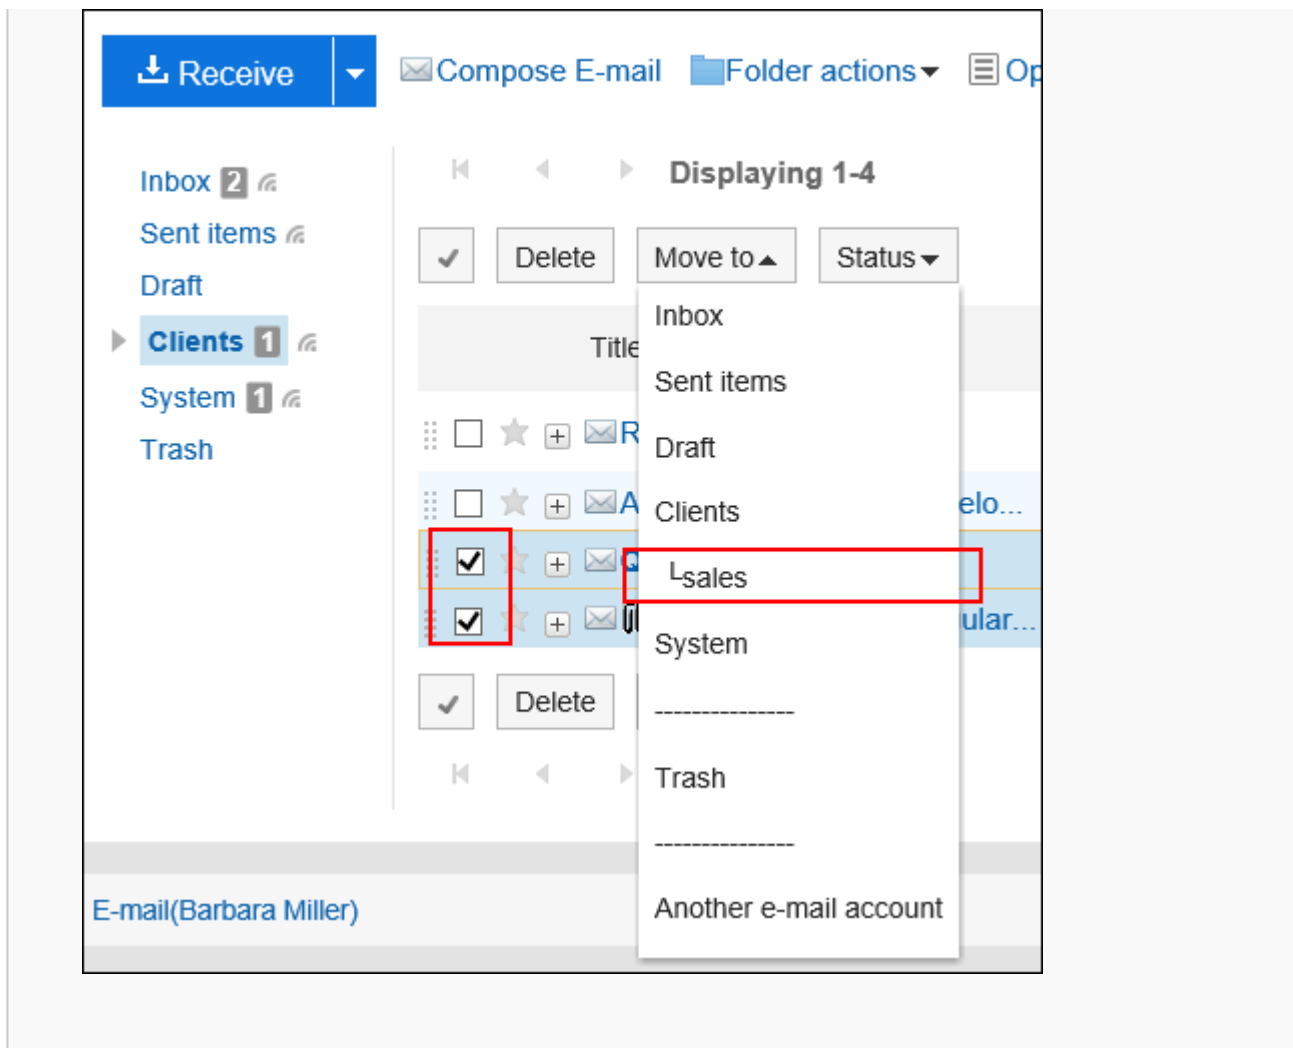 Receive
Compose E-mail
Folder actions
Op
Inbox 2
Sent items
Draft
Clients 1
System 1
Trash
Displaying 1-4
Delete
Move to
Status
Title
Inbox
Sent items
Draft
Clients
└sales
System
---------------
Trash
---------------
Another e-mail account
R
A
elo...
Q
ular...
Delete
E-mail(Barbara Miller)